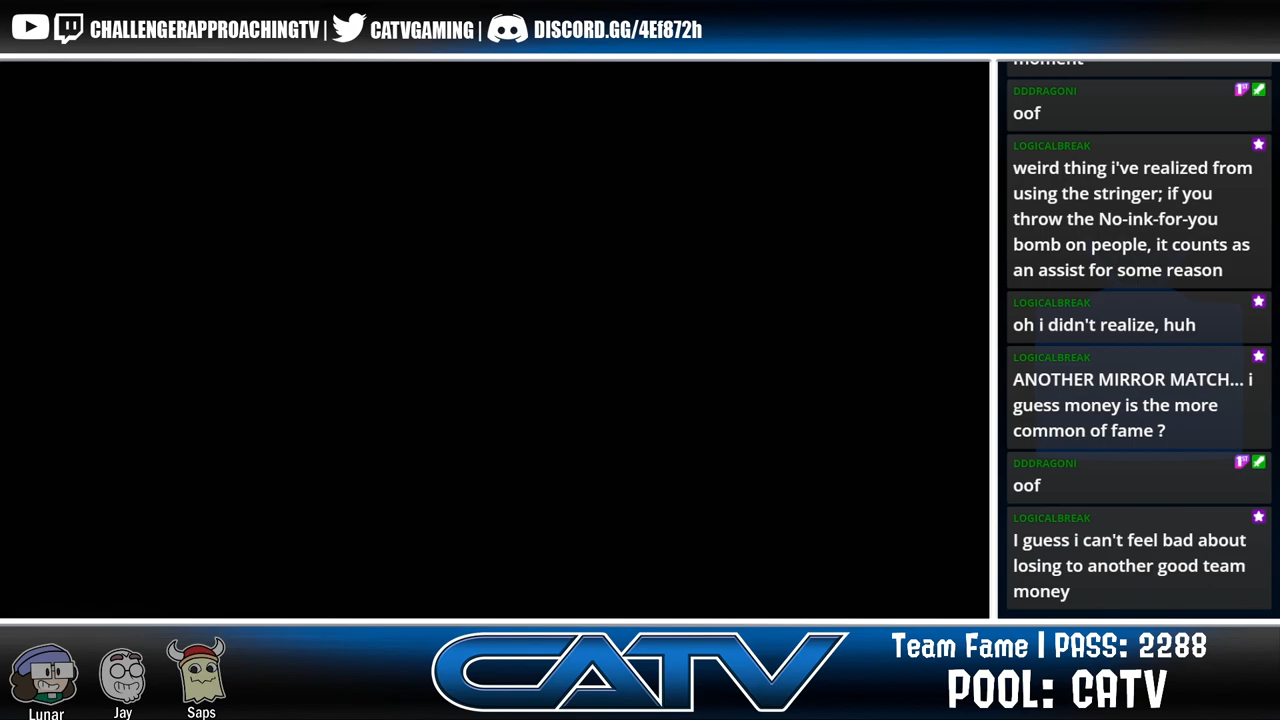 CHALLENGERAPPROACHINGTV | CATVGAMING | DISCORD.GG/4Ef872h
moment
DDDRAGONI
oof
LOGICALBREAK
weird thing i've realized from
using the stringer; if you
throw the No-ink-for-you
bomb on people, it counts as
an assist for some reason
LOGICALBREAK
oh i didn't realize, huh
LOGICALBREAK
ANOTHER MIRROR MATCH... i
guess money is the more
common of fame ?
DDDRAGONI
oof
LOGICALBREAK
I guess i can't feel bad about
losing to another good team
money
Lunar
Jay
Saps
CATV
Team Fame | PASS: 2288
POOL: CATV